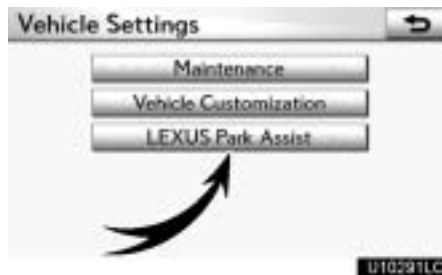 Vehicle Settings
Maintenance
Vehicle Customization
LEXUS Park Assist
U10291LC